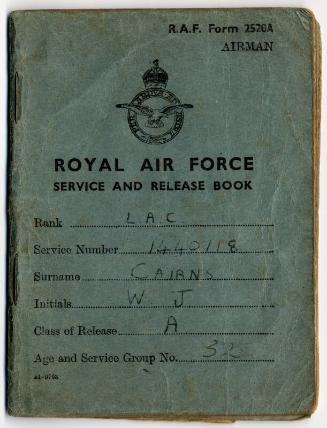 R.A.F. Form 2520A
AIRMAN
ROYAL AIR FORCE
SERVICE AND RELEASE BOOK
Rank L.A.C.
Service Number 1440118
Surname CAIRNS
Initials W J
Class of Release A
Age and Service Group No. 32